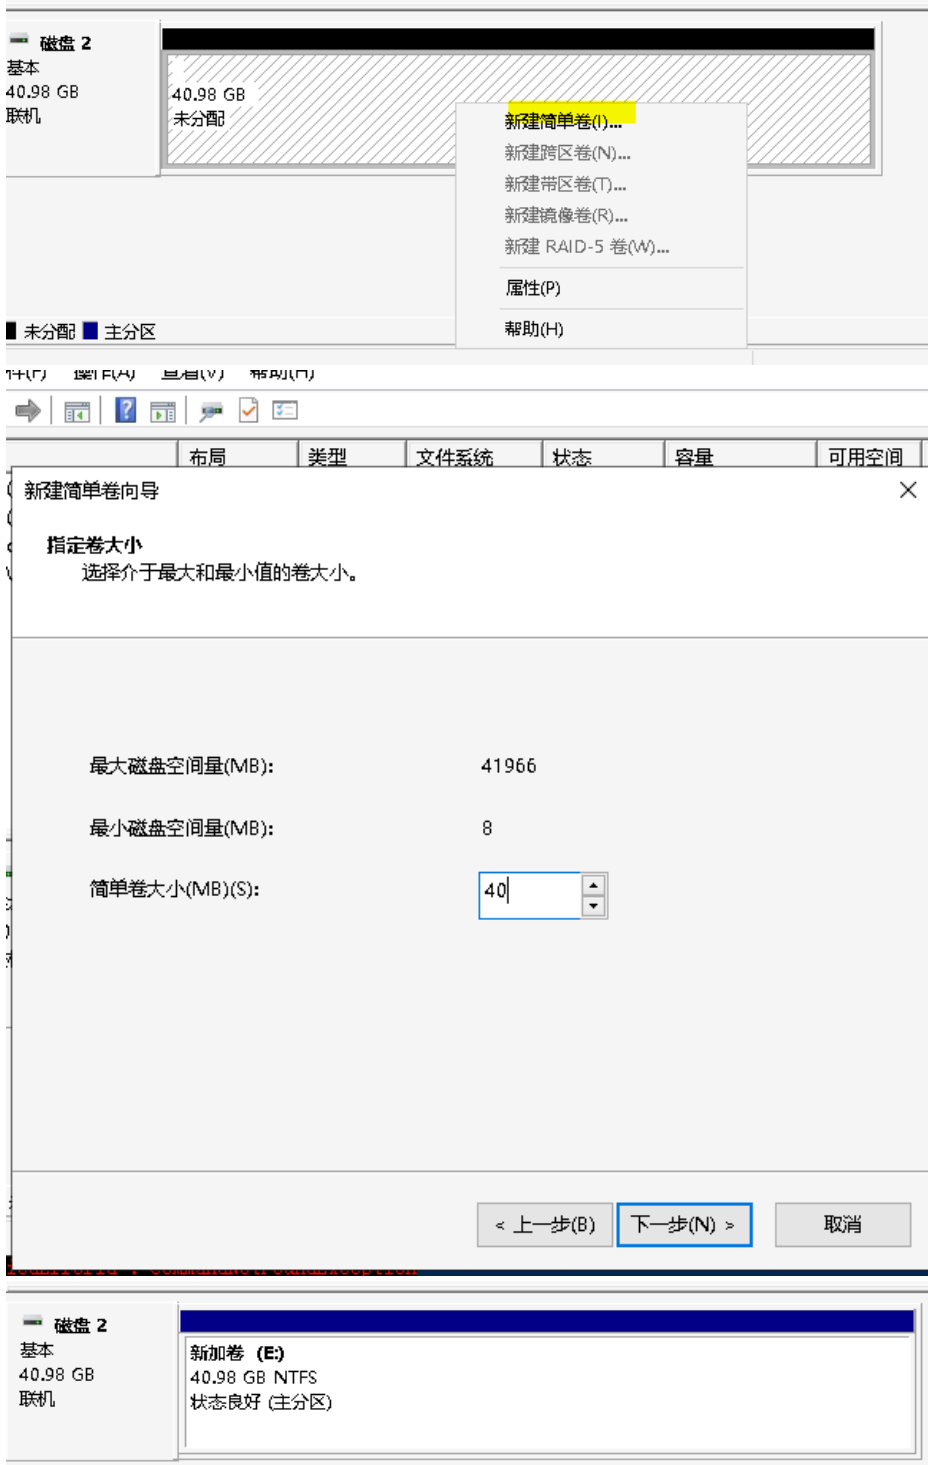 磁盘 2
基本
40.98 GB
联机
40.98 GB
未分配
新建简单卷(I)...
新建跨区卷(N)...
新建带区卷(T)...
新建镜像卷(R)...
新建 RAID-5 卷(W)...
属性(P)
帮助(H)
未分配 主分区
操作(A) 查看(V) 帮助(H)
布局 类型 文件系统 状态 容量 可用空间
新建简单卷向导
指定卷大小
选择介于最大和最小值的卷大小。
最大磁盘空间量(MB): 41966
最小磁盘空间量(MB): 8
简单卷大小(MB)(S): 40
< 上一步(B) 下一步(N) > 取消
磁盘 2
基本
40.98 GB
联机
新加卷 (E:)
40.98 GB NTFS
状态良好 (主分区)